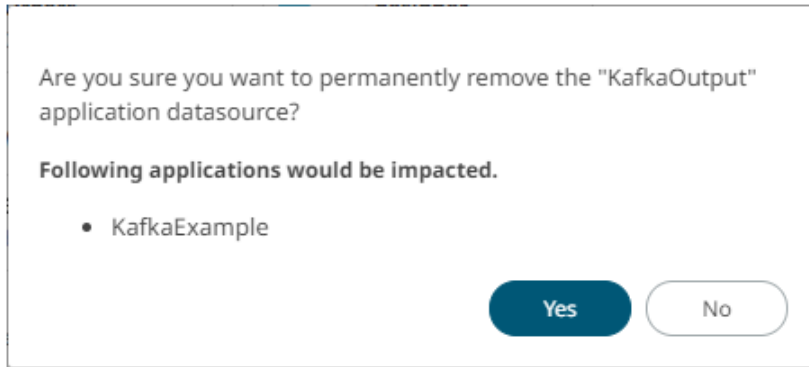 Are you sure you want to permanently remove the "KafkaOutput"
application datasource?
Following applications would be impacted.
• KafkaExample
Yes
No